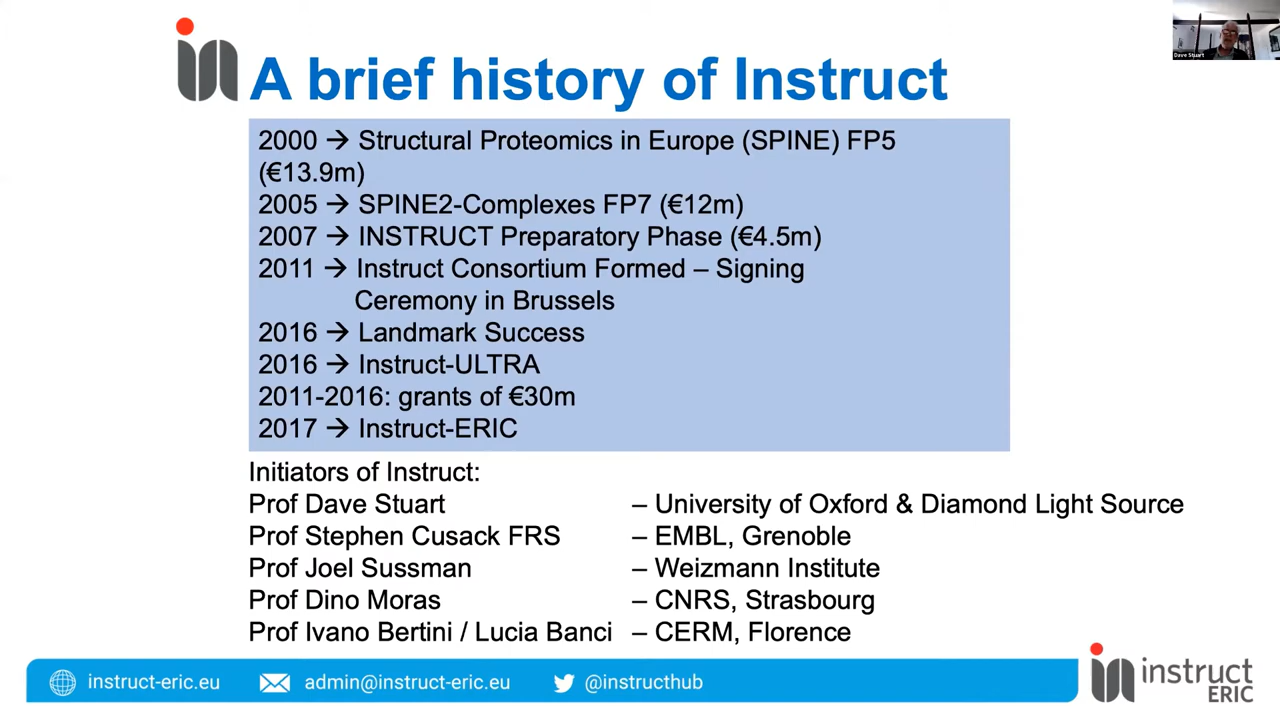 in A brief history of Instruct
Dave Stuart
2000 → Structural Proteomics in Europe (SPINE) FP5
(€13.9m)
2005 → SPINE2-Complexes FP7 (€12m)
2007 → INSTRUCT Preparatory Phase (€4.5m)
2011 → Instruct Consortium Formed – Signing
Ceremony in Brussels
2016 → Landmark Success
2016 → Instruct-ULTRA
2011-2016: grants of €30m
2017 → Instruct-ERIC
Initiators of Instruct:
Prof Dave Stuart – University of Oxford & Diamond Light Source
Prof Stephen Cusack FRS – EMBL, Grenoble
Prof Joel Sussman – Weizmann Institute
Prof Dino Moras – CNRS, Strasbourg
Prof Ivano Bertini / Lucia Banci – CERM, Florence
instruct-eric.eu admin@instruct-eric.eu @instructhub
in instruct
ERIC